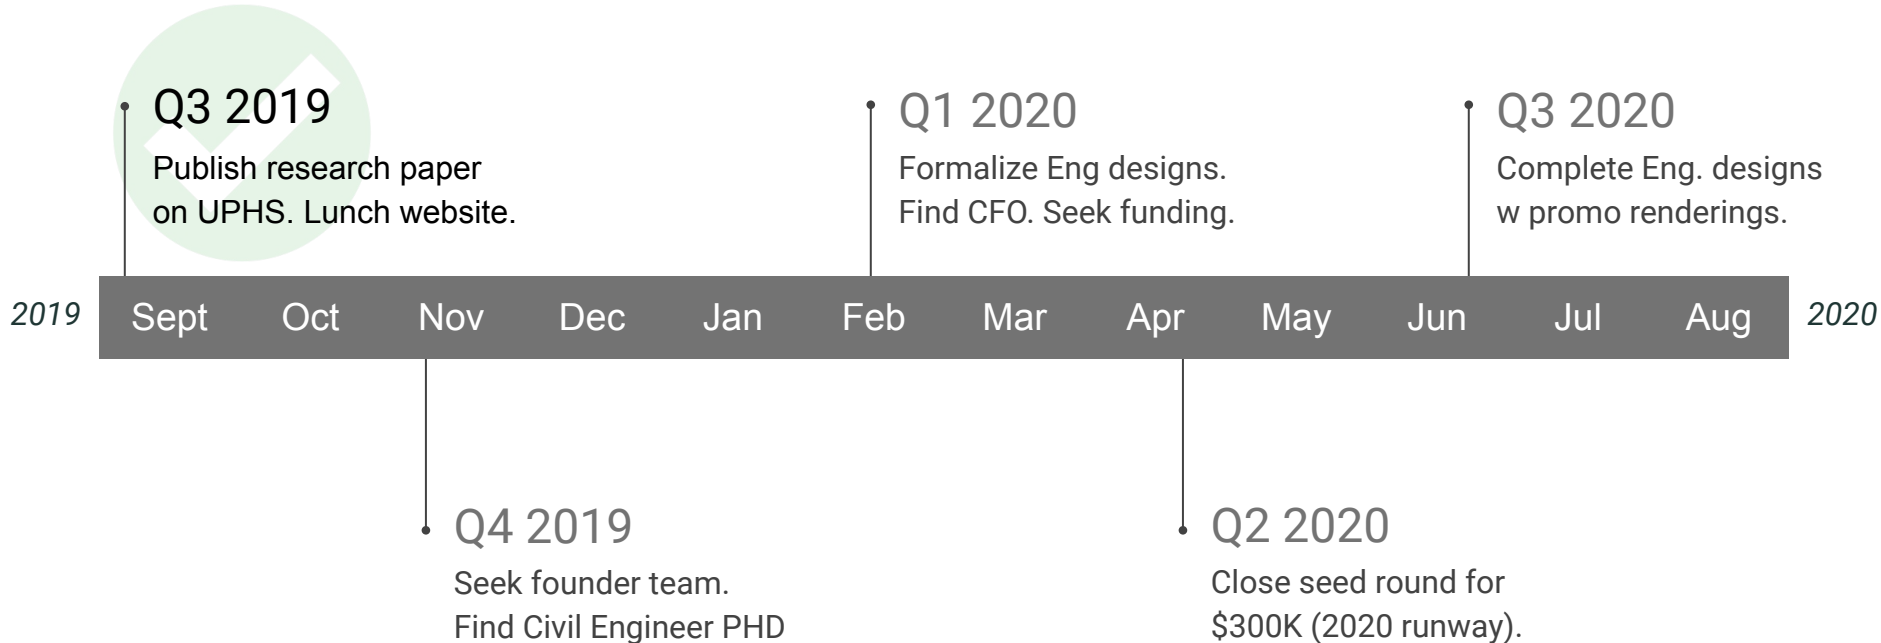 Q3 2019
Publish research paper
on UPHS. Lunch website.
Q1 2020
Formalize Eng designs.
Find CFO. Seek funding.
Q3 2020
Complete Eng. designs
w promo renderings.
2019 Sept Oct Nov Dec Jan Feb Mar Apr May Jun Jul Aug 2020
Q4 2019
Seek founder team.
Find Civil Engineer PHD
Q2 2020
Close seed round for
$300K (2020 runway).